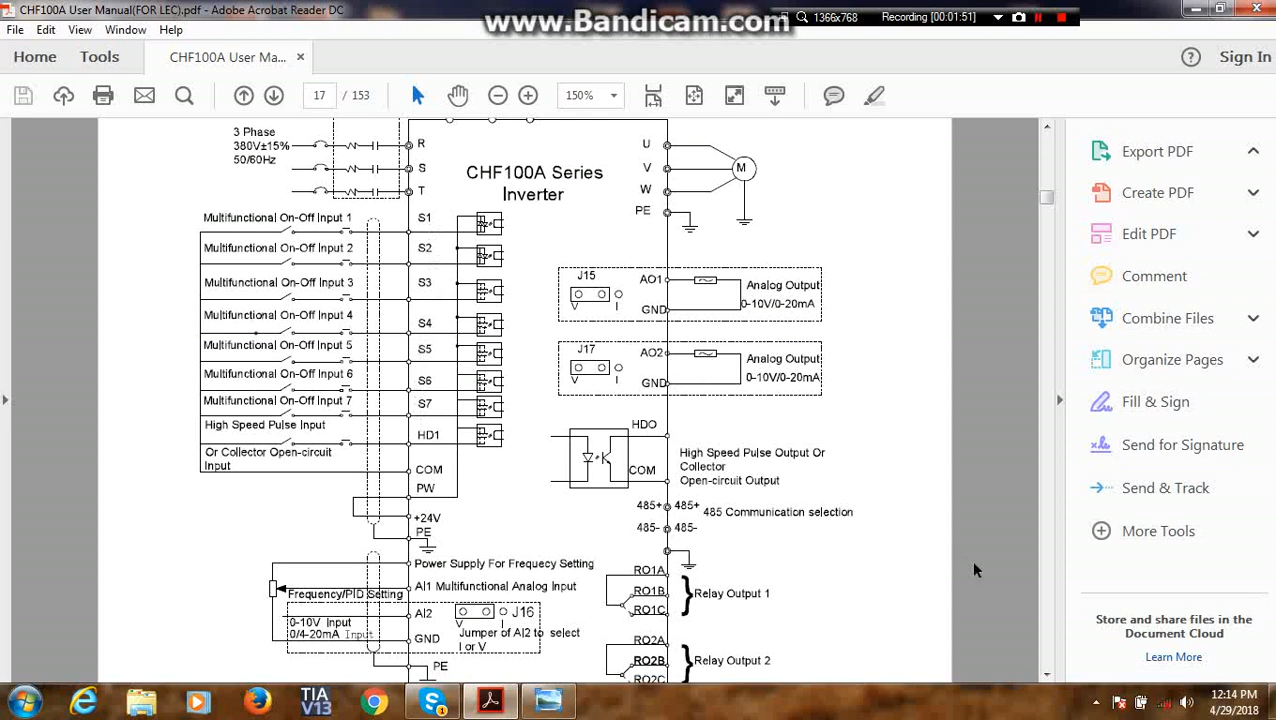 CHF100A User Manual(FOR LEC).pdf - Adobe Acrobat Reader DC
www.Bandicam.com
1366x768
Recording [00:01:51]
File Edit View Window Help
Home Tools CHF100A User Ma... ×
Sign In
17 / 153
150%
3 Phase
380V±15%
50/60Hz
R
S
T
CHF100A Series
Inverter
U
V
W
PE
M
Multifunctional On-Off Input 1 S1
Multifunctional On-Off Input 2 S2
Multifunctional On-Off Input 3 S3
Multifunctional On-Off Input 4 S4
Multifunctional On-Off Input 5 S5
Multifunctional On-Off Input 6 S6
Multifunctional On-Off Input 7 S7
High Speed Pulse Input HD1
Or Collector Open-circuit
Input
COM
PW
+24V
PE
J15
V I
AO1
GND
Analog Output
0-10V/0-20mA
J17
V I
AO2
GND
Analog Output
0-10V/0-20mA
HDO
COM
High Speed Pulse Output Or
Collector
Open-circuit Output
485+ 485+
485- 485-
485 Communication selection
Power Supply For Frequecy Setting
AI1 Multifunctional Analog Input
Frequency/PID Setting
AI2
J16
V I
0-10V Input
0/4-20mA Input
GND
Jumper of AI2 to select
I or V
PE
RO1A
RO1B
RO1C
Relay Output 1
RO2A
RO2B
RO2C
Relay Output 2
Export PDF
Create PDF
Edit PDF
Comment
Combine Files
Organize Pages
Fill & Sign
Send for Signature
Send & Track
More Tools
Store and share files in the
Document Cloud
Learn More
TIA
V13
12:14 PM
4/29/2018